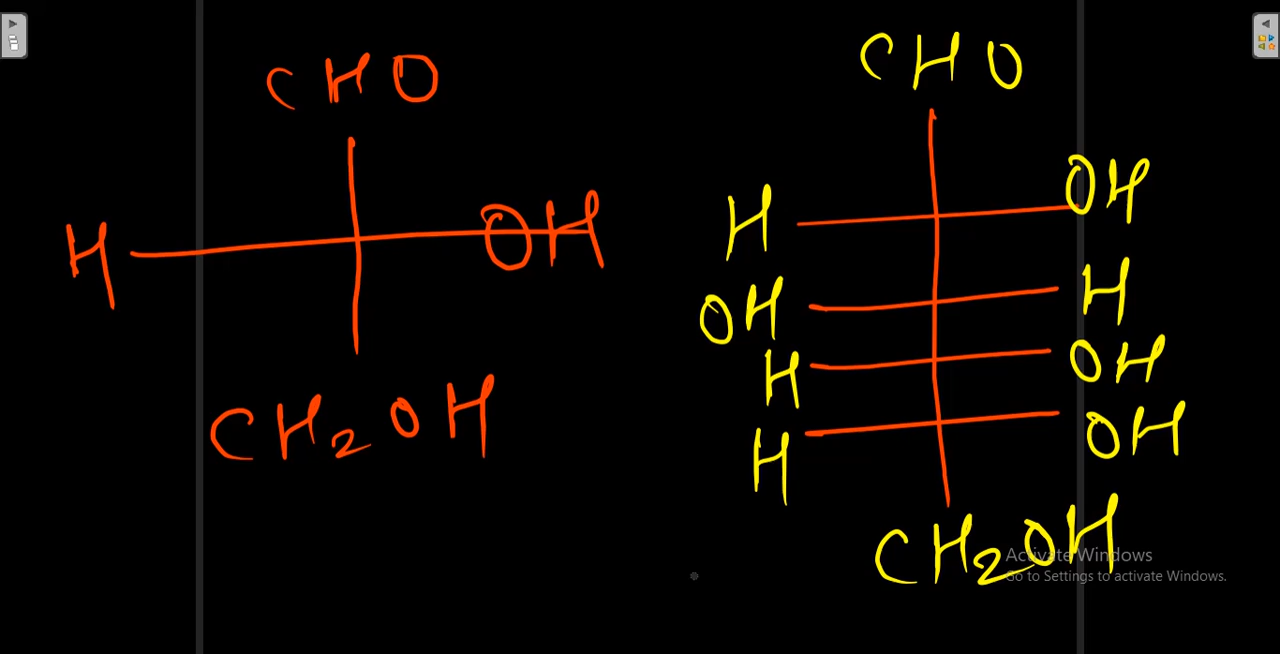 CHO
H OH
CH2OH
CHO
H OH
OH H
H OH
H OH
CH2OH
Activate Windows
Go to Settings to activate Windows.